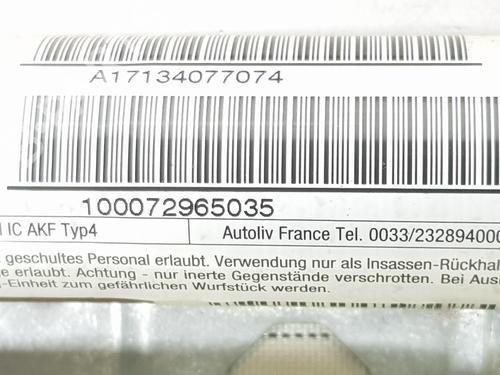 A17134077074
100072965035
IC AKF Typ4 Autoliv France Tel. 0033/232894000
geschultes Personal erlaubt. Verwendung nur als Insassen-Rückhal
e erlaubt. Achtung - nur inerte Gegenstände verschrotten. Bei Aus
-Einheit zum gefährlichen Wurfstück werden.